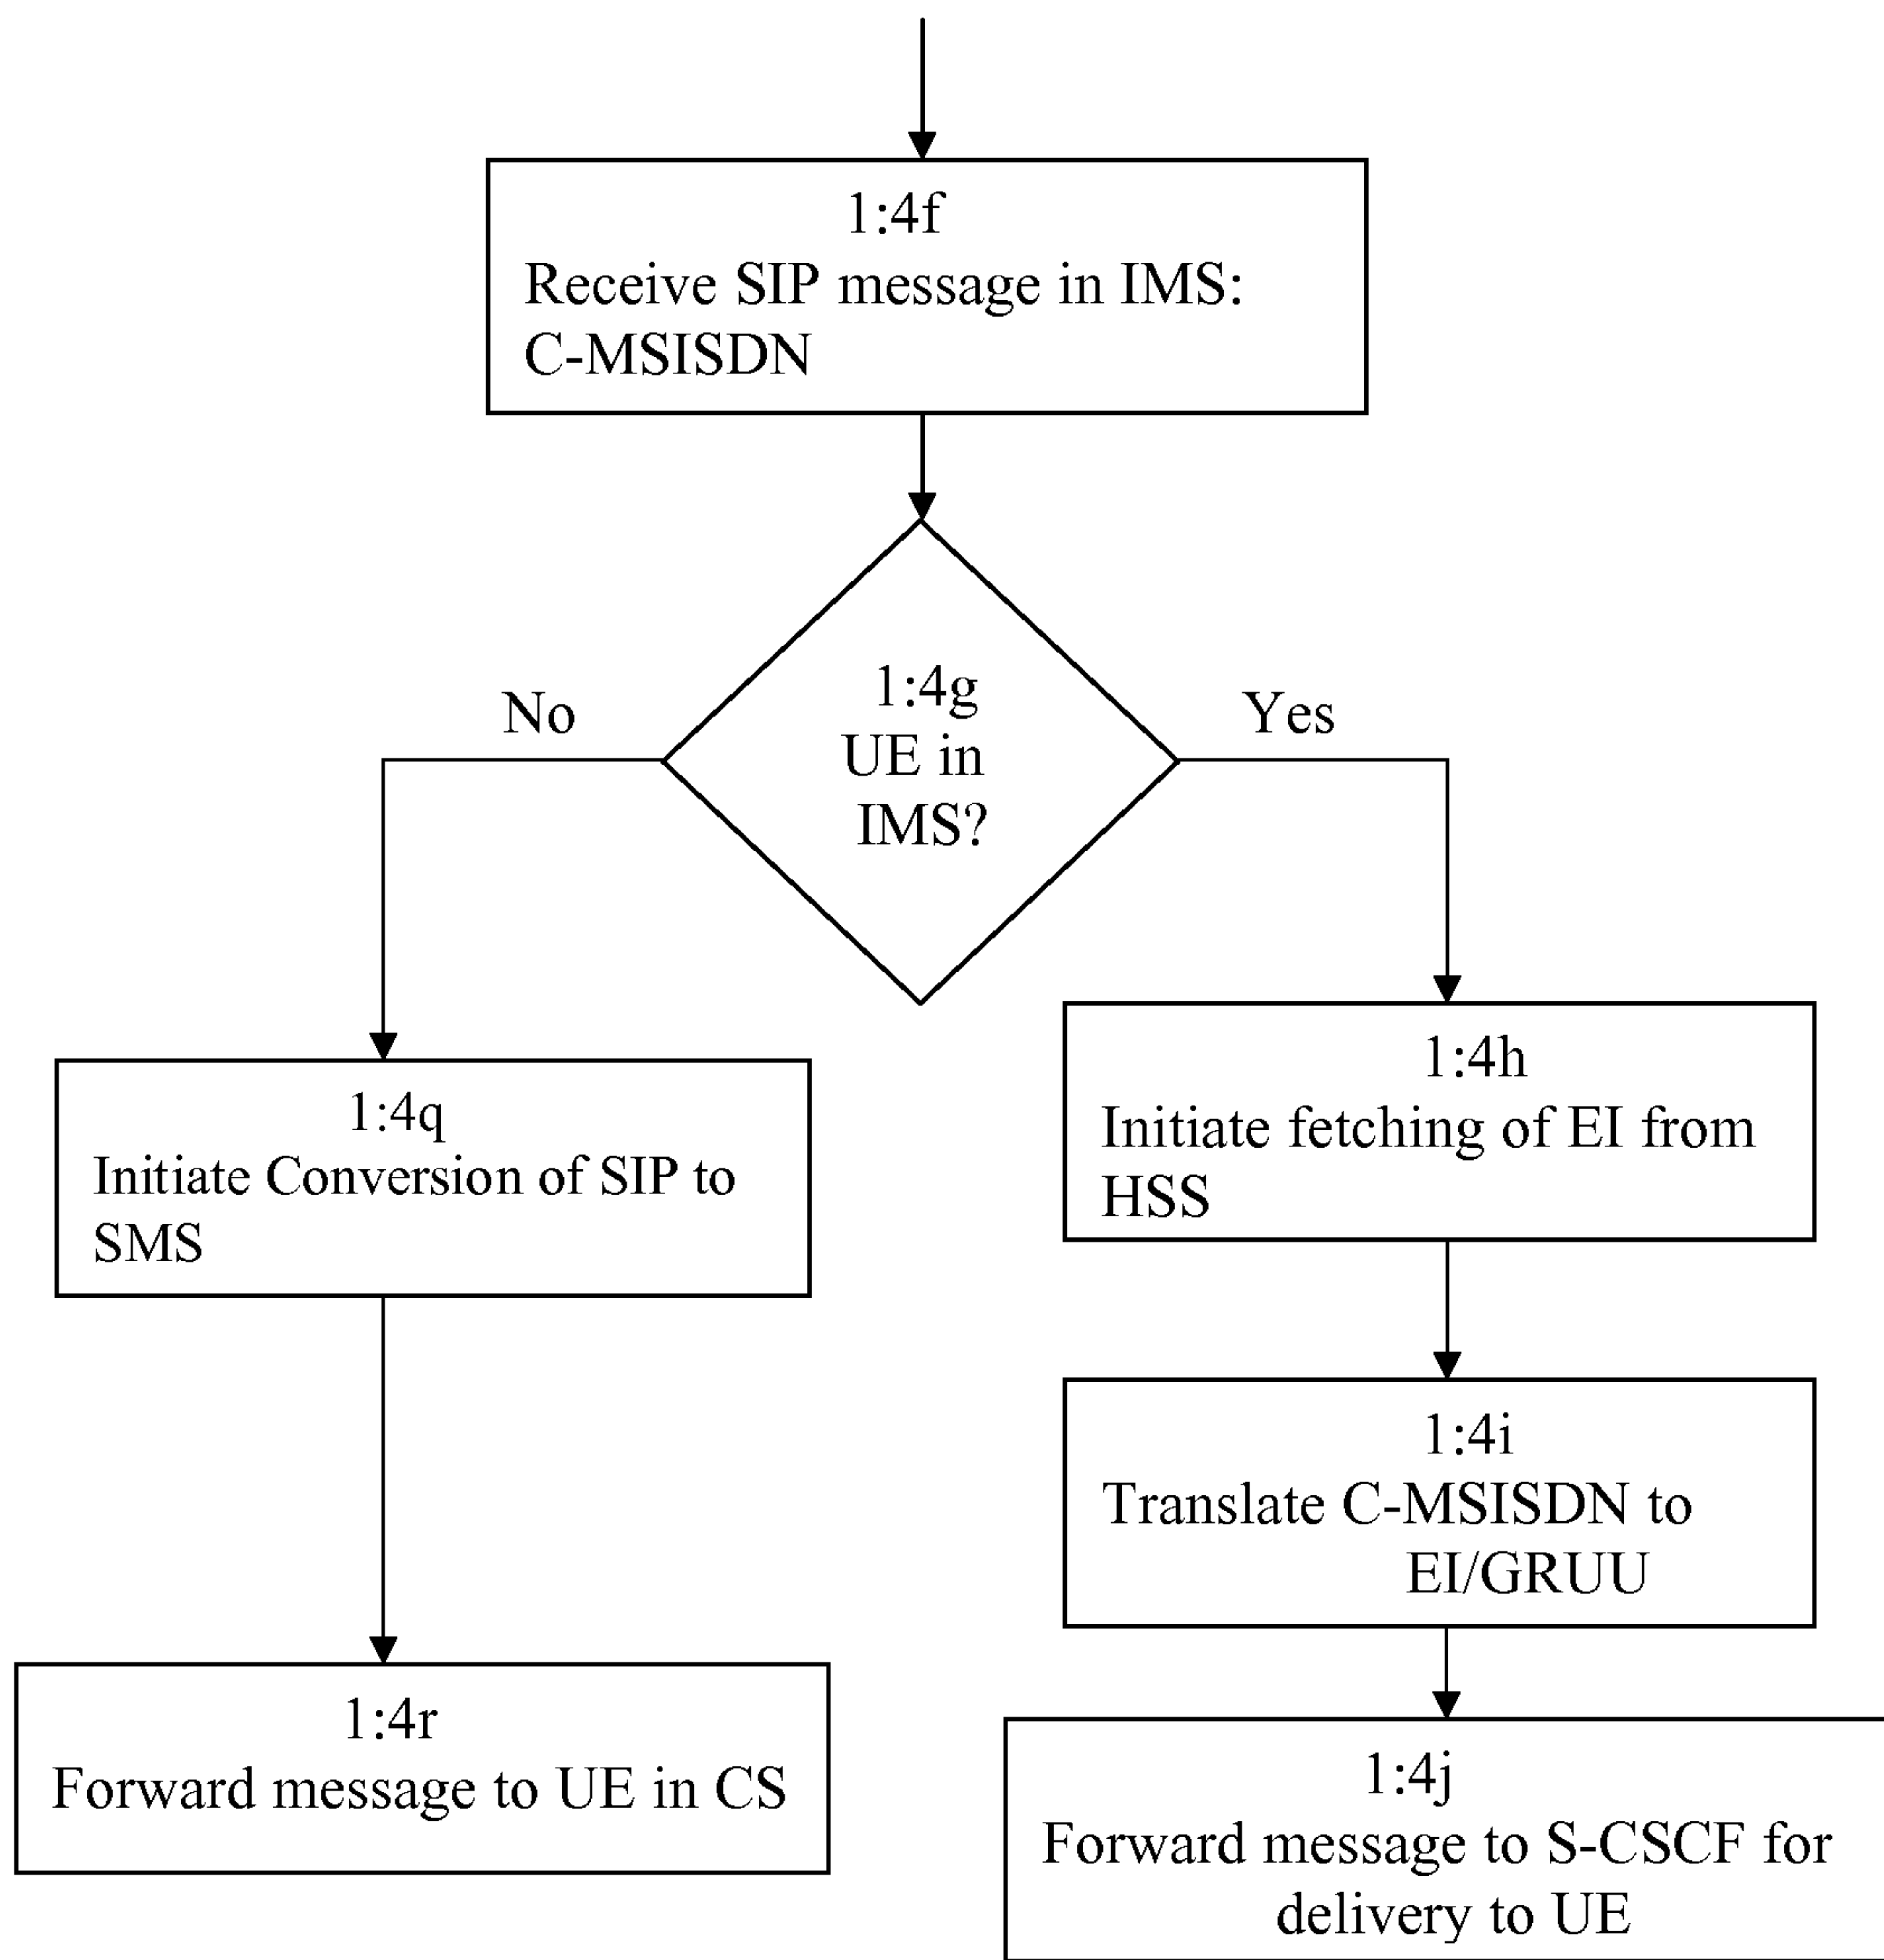 1:4f
Receive SIP message in IMS:
C-MSISDN
1:4g
UE in
IMS?
No
Yes
1:4q
Initiate Conversion of SIP to
SMS
1:4r
Forward message to UE in CS
1:4h
Initiate fetching of EI from
HSS
1:4i
Translate C-MSISDN to
EI/GRUU
1:4j
Forward message to S-CSCF for
delivery to UE